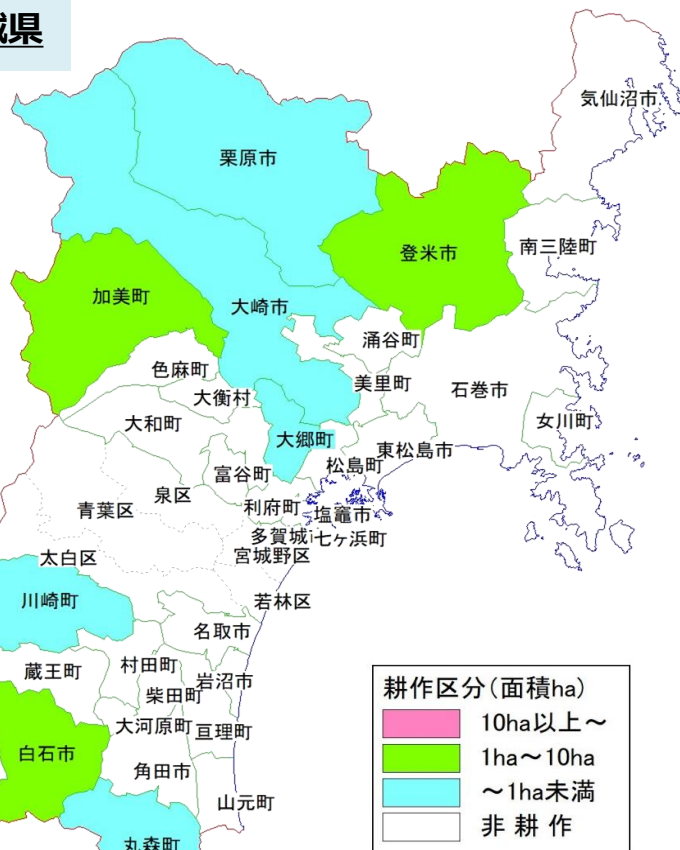 城県
気仙沼市
栗原市
南三陸町
登米市
加美町
大崎市
涌谷町
色麻町
美里町
石巻市
大衡村
女川町
大和町
大郷町
東松島市
松島町
富谷町
泉区
利府町
青葉区
塩竈市
多賀城市
七ヶ浜町
宮城野区
太白区
川崎町
若林区
名取市
村田町
蔵王町
岩沼市
柴田町
大河原町
亘理町
白石市
角田市
山元町
丸森町
耕作区分(面積ha)
10ha以上～
1ha～10ha
～1ha未満
非耕作